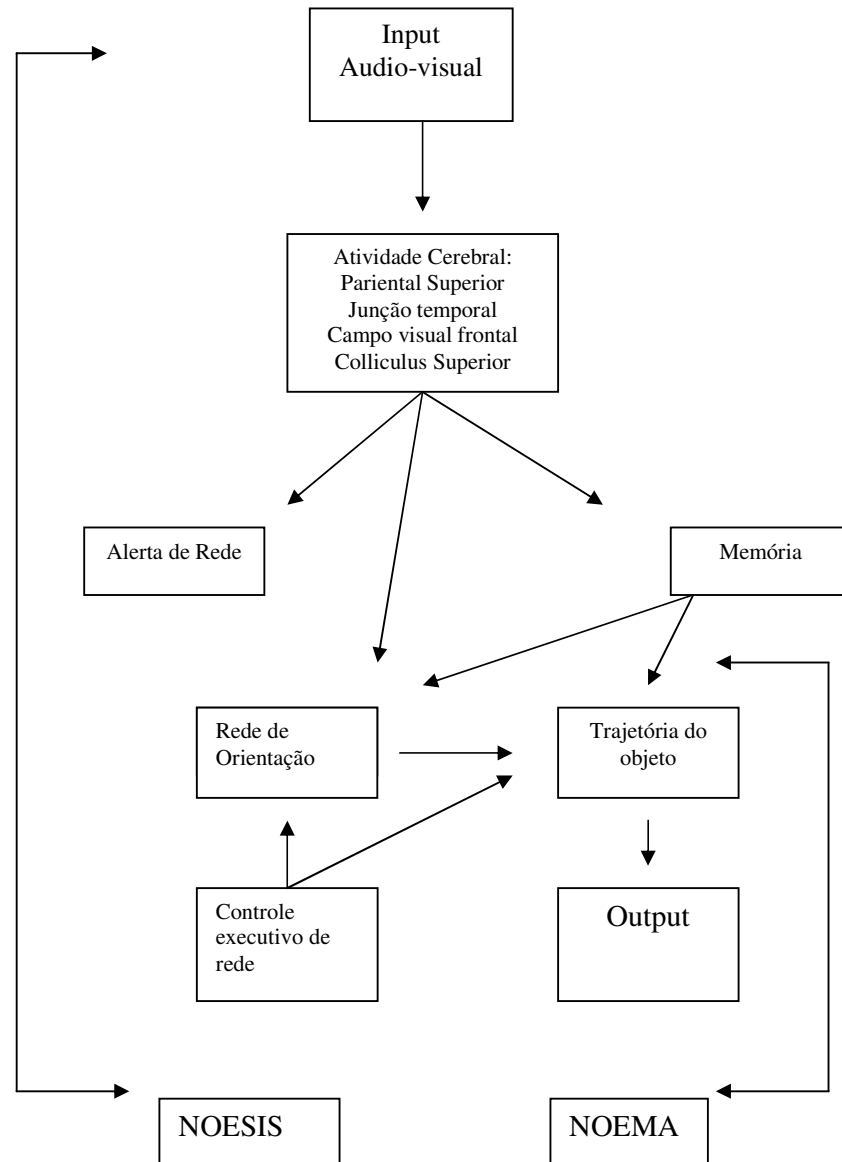 Input
Audio-visual
Atividade Cerebral:
Pariental Superior
Junção temporal
Campo visual frontal
Colliculus Superior
Alerta de Rede
Memória
Rede de
Orientação
Trajetória do
objeto
Controle
executivo de
rede
Output
NOESIS
NOEMA